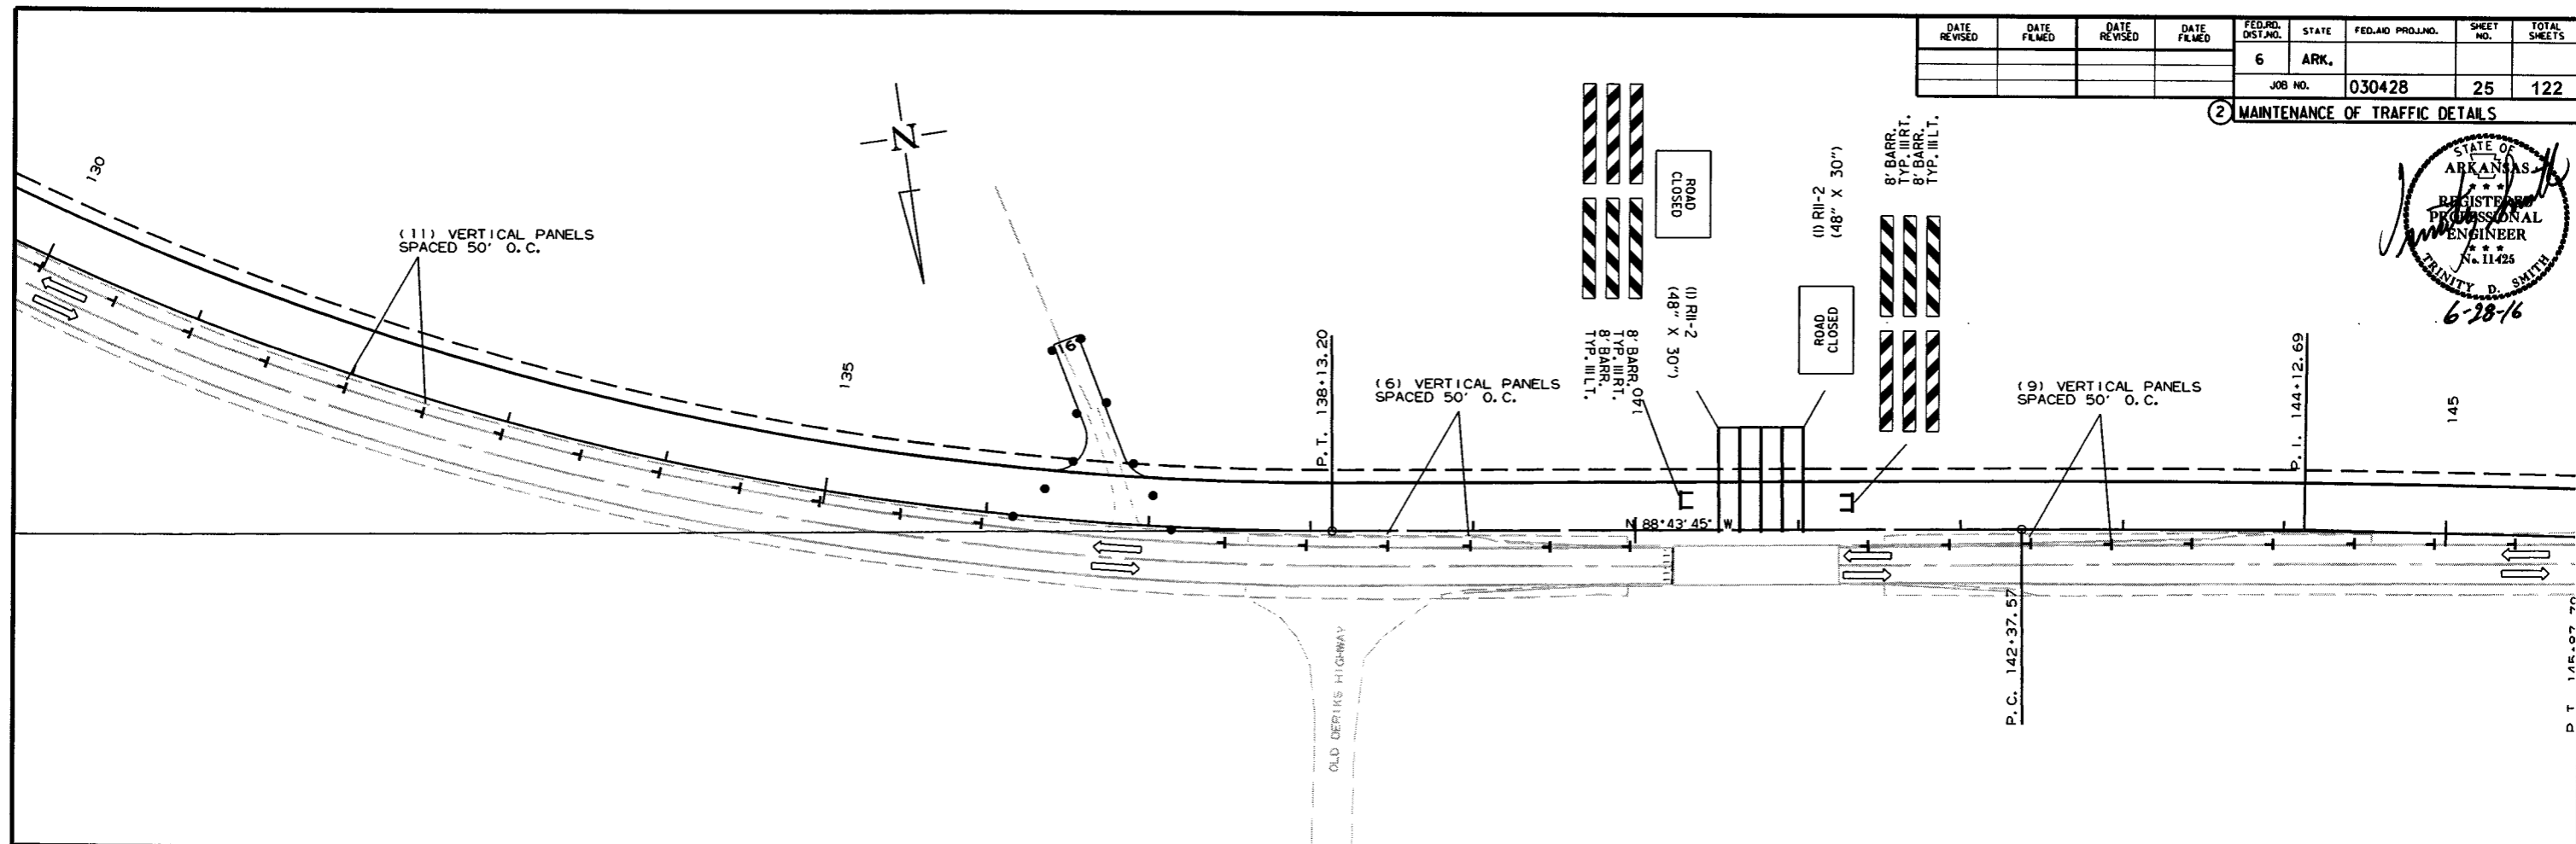 DATE REVISED
DATE FILMED
DATE REVISED
DATE FILMED
FED.RD. DIST.NO.
STATE
FED.AID PROJ.NO.
SHEET NO.
TOTAL SHEETS
6
ARK.
JOB NO.
030428
25
122
2
MAINTENANCE OF TRAFFIC DETAILS
STATE OF
ARKANSAS
★ ★ ★
REGISTERED
PROFESSIONAL
ENGINEER
★ ★ ★
No. 11425
TRINITY D. SMITH
6-28-16
130
(11) VERTICAL PANELS
SPACED 50' O.C.
N
16'
135
P.T. 138+13.20
(6) VERTICAL PANELS
SPACED 50' O.C.
8' BARR.
TYP. III RT.
8' BARR.
TYP. III LT.
140
(1) R11-2
(48" X 30")
ROAD
CLOSED
ROAD
CLOSED
(1) R11-2
(48" X 30")
8' BARR.
TYP. III RT.
8' BARR.
TYP. III LT.
N 88°43'45" W
(9) VERTICAL PANELS
SPACED 50' O.C.
P.C. 142+37.57
P.I. 144+12.69
145
P.T. 145+87.79
OLD DERIKS HIGHWAY